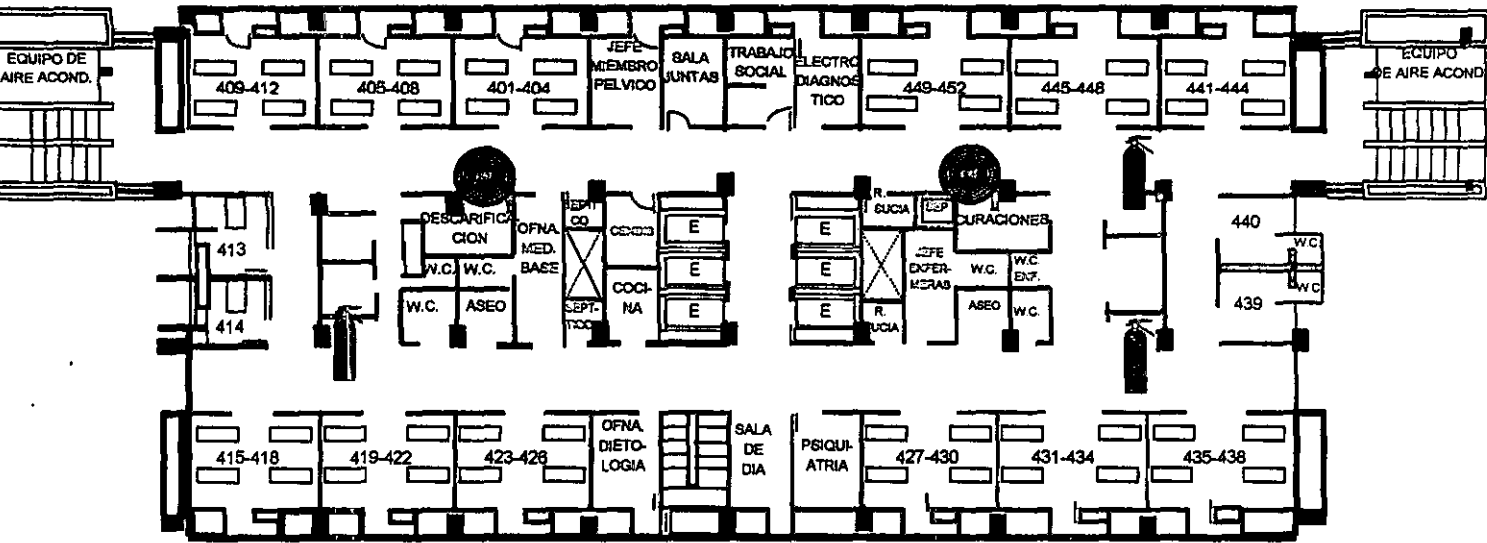 EQUIPO DE
AIRE ACOND.
409-412
405-408
401-404
JEFE
MIEMBRO
PELVICO
SALA
JUNTAS
TRABAJO
SOCIAL
ELECTRO
DIAGNOS
TICO
449-452
445-448
441-444
EQUIPO
DE AIRE ACOND
413
414
DESCARIFICA-
CION
W.C.
W.C.
W.C.
ASEO
OFNA.
MED.
BASE
SEPT-
TICO
COCI-
NA
E
E
E
E
E
E
R.
SUCIA
SEP
R.
SUCIA
JEFE
ENFER-
MERAS
CURACIONES
W.C.
W.C.
ENF.
ASEO
W.C.
440
W.C.
W.C.
439
415-418
419-422
423-426
OFNA.
DIETO-
LOGIA
SALA
DE
DIA
PSIQUI-
ATRIA
427-430
431-434
435-438